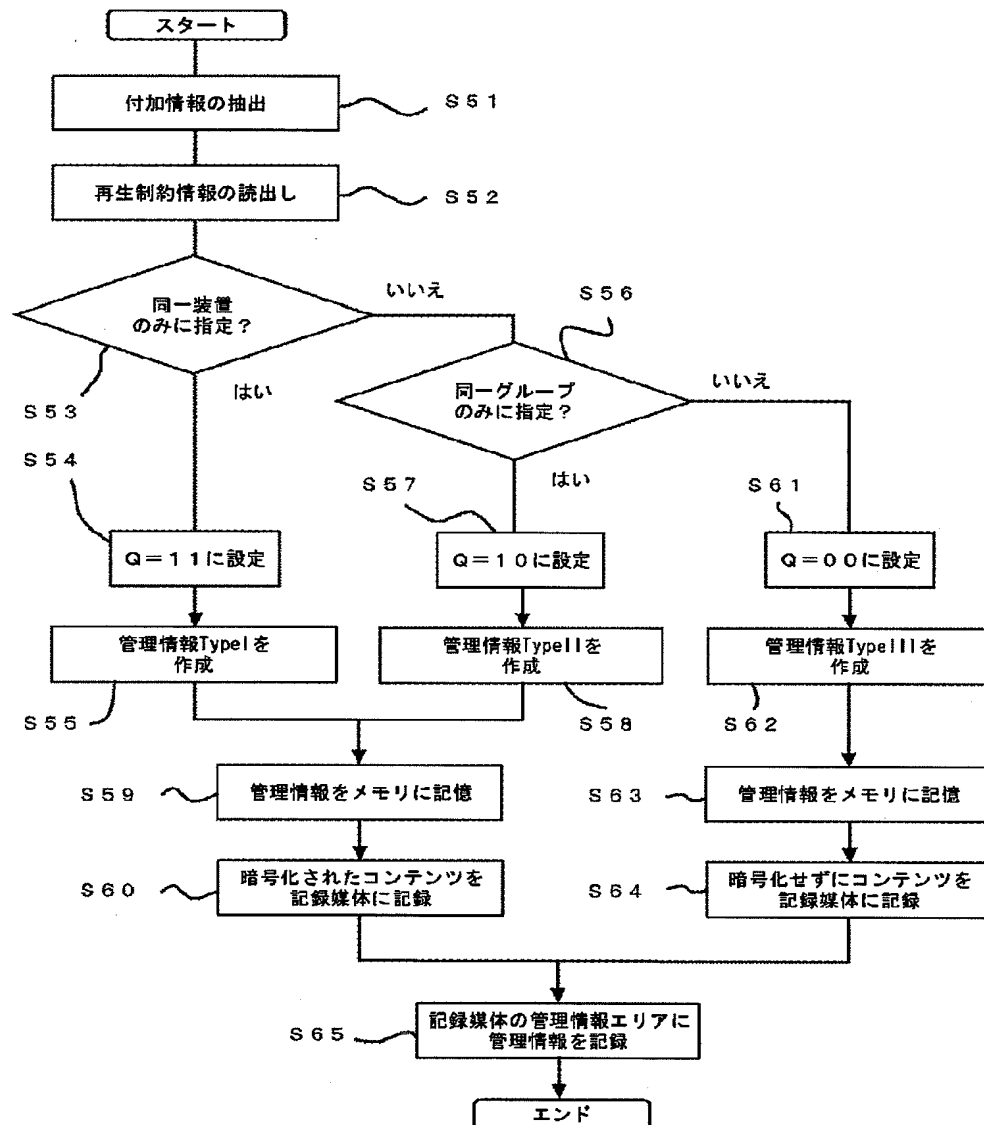 スタート
付加情報の抽出
S51
再生制約情報の読出し
S52
同一装置
のみに指定？
いいえ
はい
S53
S56
同一グループ
のみに指定？
いいえ
はい
S54
Q＝11に設定
S57
Q＝10に設定
S61
Q＝00に設定
管理情報TypeIを
作成
S55
管理情報TypeIIを
作成
S58
管理情報TypeIIIを
作成
S62
S59
管理情報をメモリに記憶
S63
管理情報をメモリに記憶
S60
暗号化されたコンテンツを
記録媒体に記録
S64
暗号化せずにコンテンツを
記録媒体に記録
S65
記録媒体の管理情報エリアに
管理情報を記録
エンド